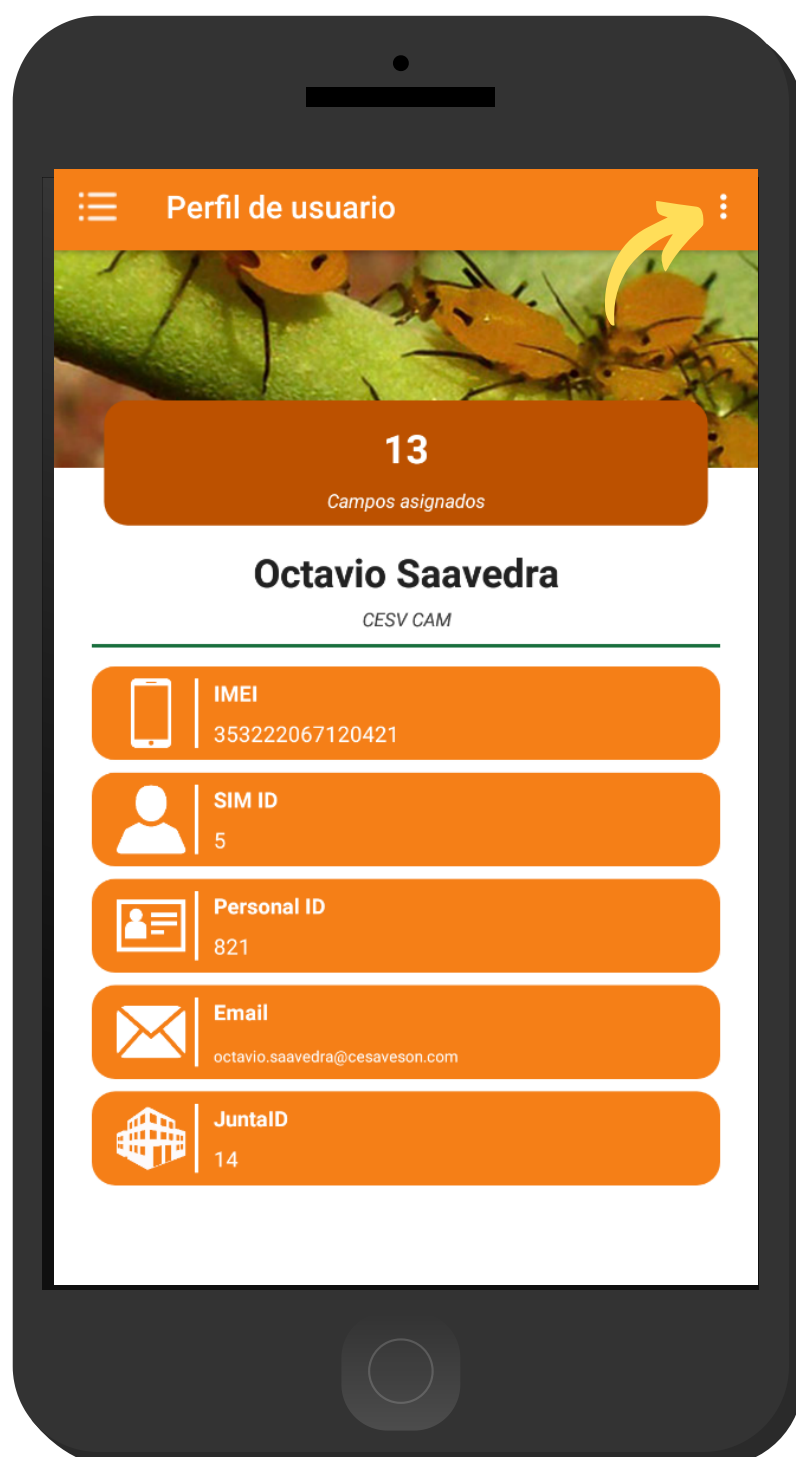 Perfil de usuario
13
Campos asignados
Octavio Saavedra
CESV CAM
IMEI
353222067120421
SIM ID
5
Personal ID
821
Email
octavio.saavedra@cesaveson.com
JuntaID
14